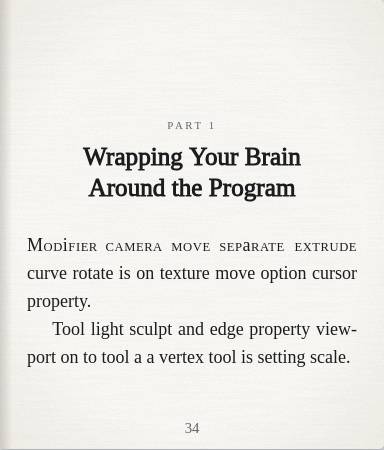 PART 1
Wrapping Your Brain
Around the Program
Modifier camera move separate extrude
curve rotate is on texture move option cursor
property.
Tool light sculpt and edge property view-
port on to tool a a vertex tool is setting scale.
34